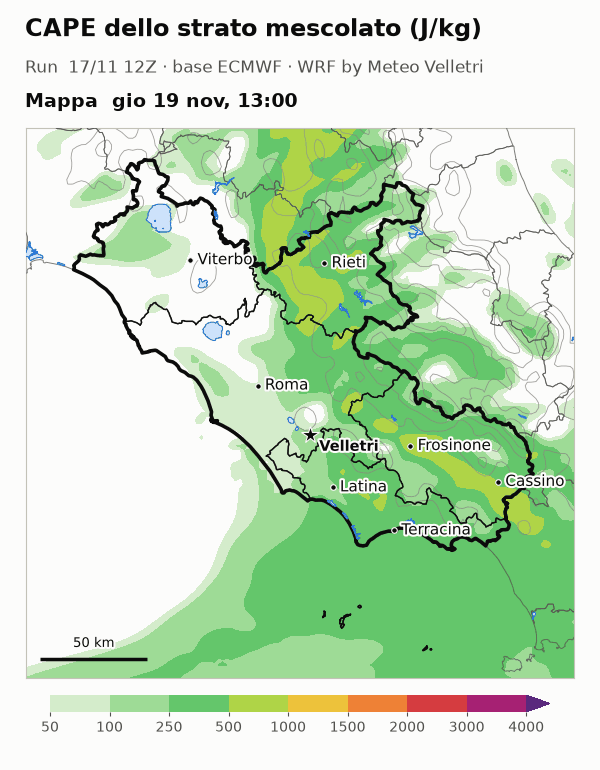 CAPE dello strato mescolato (J/kg)
Run  17/11 12Z · base ECMWF · WRF by Meteo Velletri
Mappa  gio 19 nov, 13:00
Viterbo
Rieti
Roma
Velletri
Frosinone
Latina
Cassino
Terracina
50 km
50 100 250 500 1000 1500 2000 3000 4000